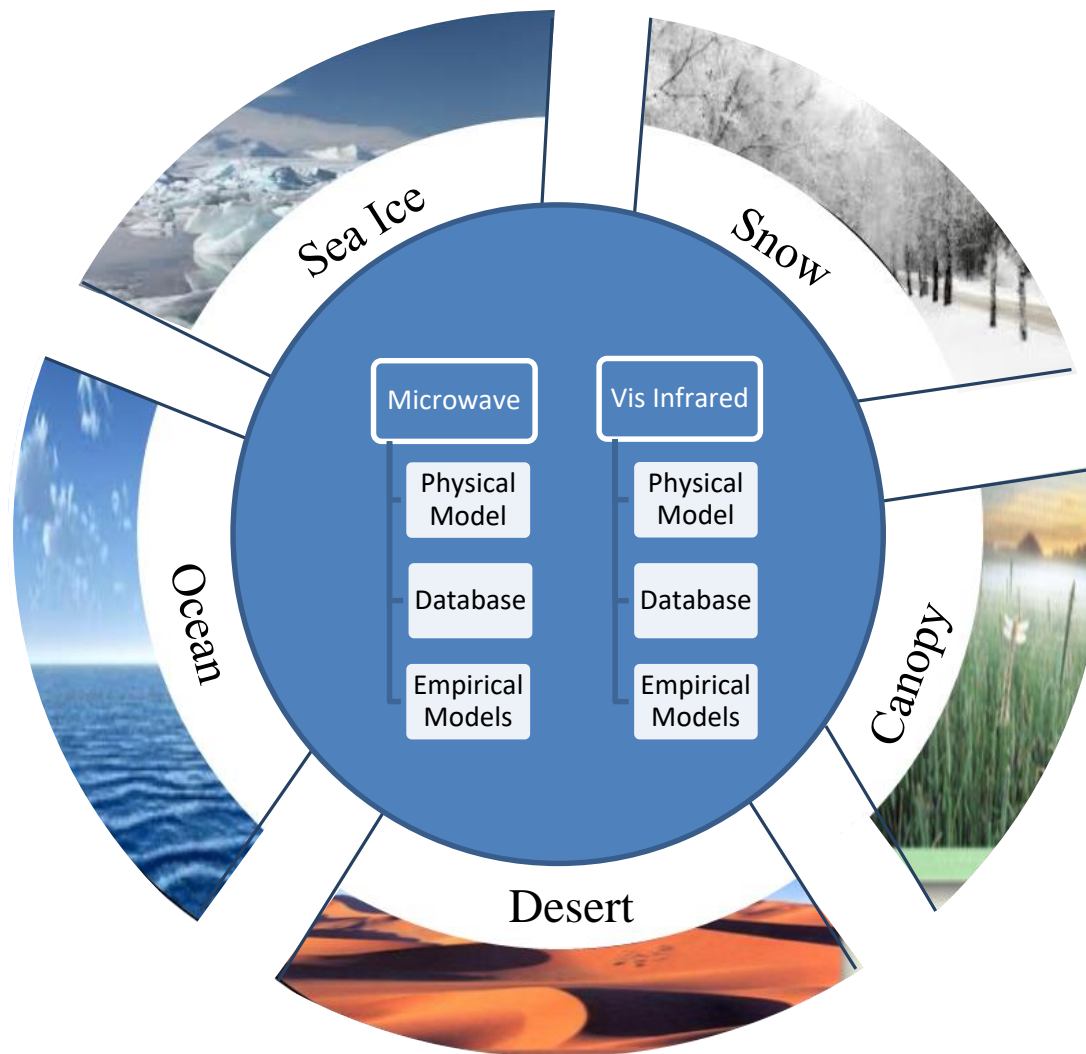 Sea Ice
Snow
Microwave
Vis Infrared
Physical
Model
Physical
Model
Database
Database
Empirical
Models
Empirical
Models
Ocean
Canopy
Desert